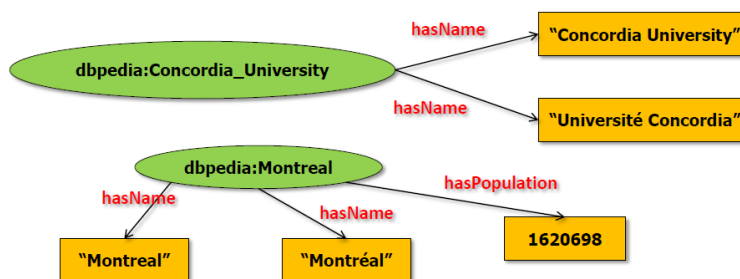 hasName
“Concordia University”
dbpedia:Concordia_University
hasName
“Université Concordia”
dbpedia:Montreal
hasName
hasName
hasPopulation
“Montreal”
“Montréal”
1620698